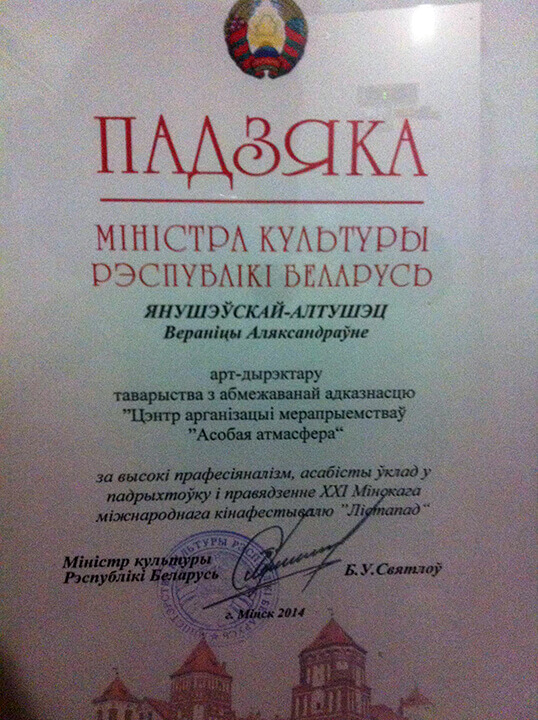 ПАДЗЯКА
МІНІСТРА КУЛЬТУРЫ
РЭСПУБЛІКІ БЕЛАРУСЬ
ЯНУШЭЎСКАЙ-АЛТУШЭЦ
Вераніцы Аляксандраўне
арт-дырэктару
таварыства з абмежаванай адказнасцю
"Цэнтр арганізацыі мерапрыемстваў
"Асобая атмасфера“
за высокі прафесіяналізм, асабісты ўклад у
падрыхтоўку і правядзенне XXI Мінскага
міжнароднага кінафестывалю "Лістапад“
Міністр культуры
Рэспублікі Беларусь
Б.У.Святлоў
г. Мінск 2014